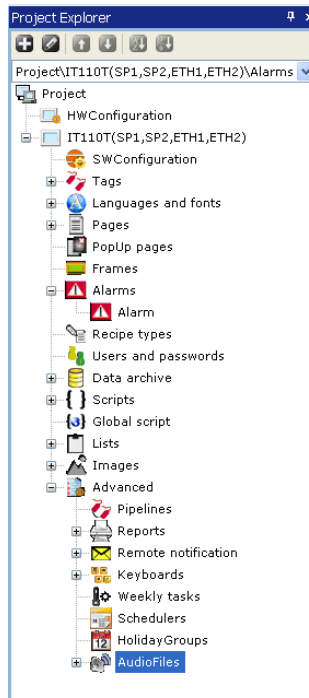 Project Explorer
Project\IT110T(SP1,SP2,ETH1,ETH2)\Alarms
Project
HWConfiguration
IT110T(SP1,SP2,ETH1,ETH2)
SWConfiguration
Tags
Languages and fonts
Pages
PopUp pages
Frames
Alarms
Alarm
Recipe types
Users and passwords
Data archive
Scripts
Global script
Lists
Images
Advanced
Pipelines
Reports
Remote notification
Keyboards
Weekly tasks
Schedulers
12 HolidayGroups
AudioFiles